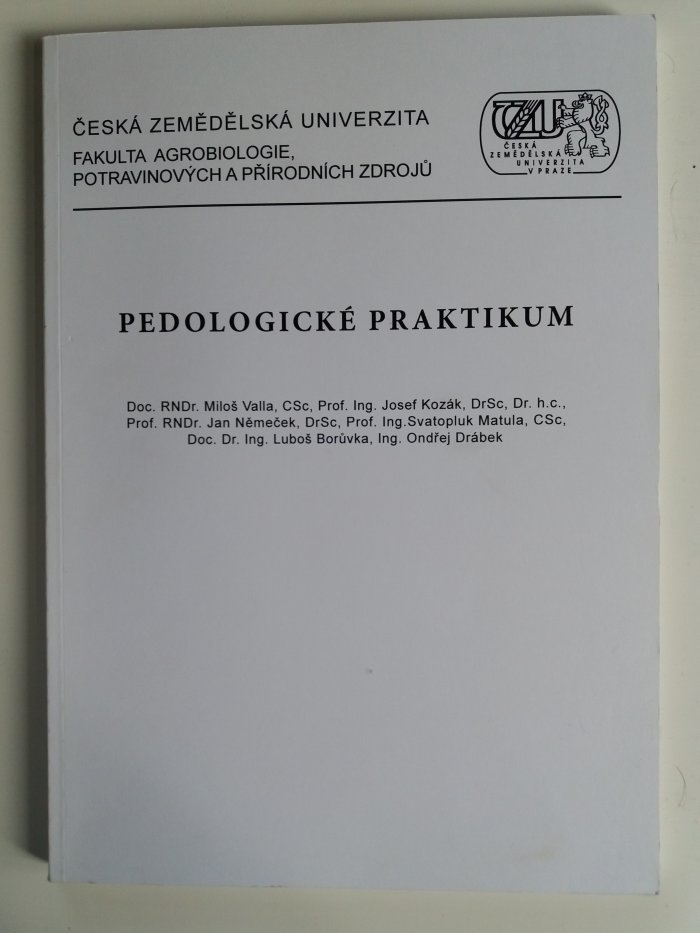 ČESKÁ ZEMĚDĚLSKÁ UNIVERZITA
FAKULTA AGROBIOLOGIE,
POTRAVINOVÝCH A PŘÍRODNÍCH ZDROJŮ
ČZU
ČESKÁ
ZEMĚDĚLSKÁ
UNIVERZITA
V PRAZE
PEDOLOGICKÉ PRAKTIKUM
Doc. RNDr. Miloš Valla, CSc, Prof. Ing. Josef Kozák, DrSc, Dr. h.c.,
Prof. RNDr. Jan Němeček, DrSc, Prof. Ing.Svatopluk Matula, CSc,
Doc. Dr. Ing. Luboš Borůvka, Ing. Ondřej Drábek